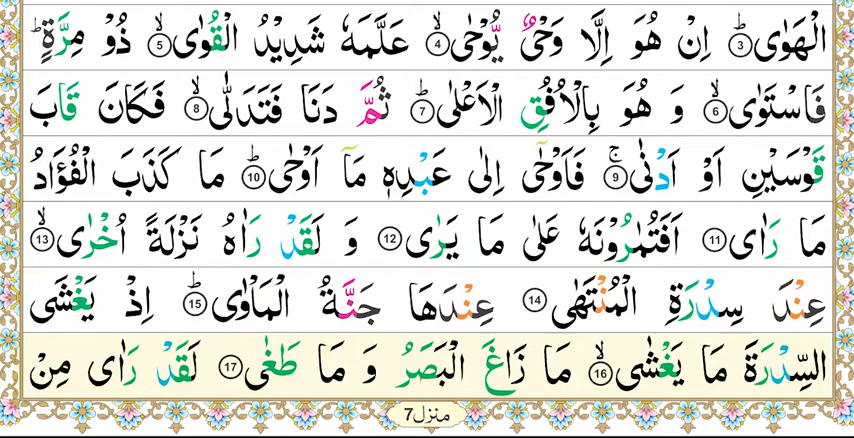 الْهَوٰى ؕ﴿3﴾ اِنْ هُوَ اِلَّا وَحْیٌ یُّوْحٰى ۙ﴿4﴾ عَلَّمَهٗ شَدِیْدُ الْقُوٰى ۙ﴿5﴾ ذُوْ مِرَّةٍ ؕ
فَاسْتَوٰى ۙ﴿6﴾ وَ هُوَ بِالْاُفُقِ الْاَعْلٰى ؕ﴿7﴾ ثُمَّ دَنَا فَتَدَلّٰى ۙ﴿8﴾ فَكَانَ قَابَ
قَوْسَیْنِ اَوْ اَدْنٰى ۚ﴿9﴾ فَاَوْحٰۤى اِلٰى عَبْدِهٖ مَاۤ اَوْحٰى ؕ﴿10﴾ مَا كَذَبَ الْفُؤَادُ
مَا رَاٰى ﴿11﴾ اَفَتُمٰرُوْنَهٗ عَلٰى مَا یَرٰى ﴿12﴾ وَ لَقَدْ رَاٰهُ نَزْلَةً اُخْرٰى ۙ﴿13﴾
عِنْدَ سِدْرَةِ الْمُنْتَهٰى ﴿14﴾ عِنْدَهَا جَنَّةُ الْمَاْوٰى ؕ﴿15﴾ اِذْ یَغْشَى
السِّدْرَةَ مَا یَغْشٰى ۙ﴿16﴾ مَا زَاغَ الْبَصَرُ وَ مَا طَغٰى ﴿17﴾ لَقَدْ رَاٰى مِنْ
منزل7